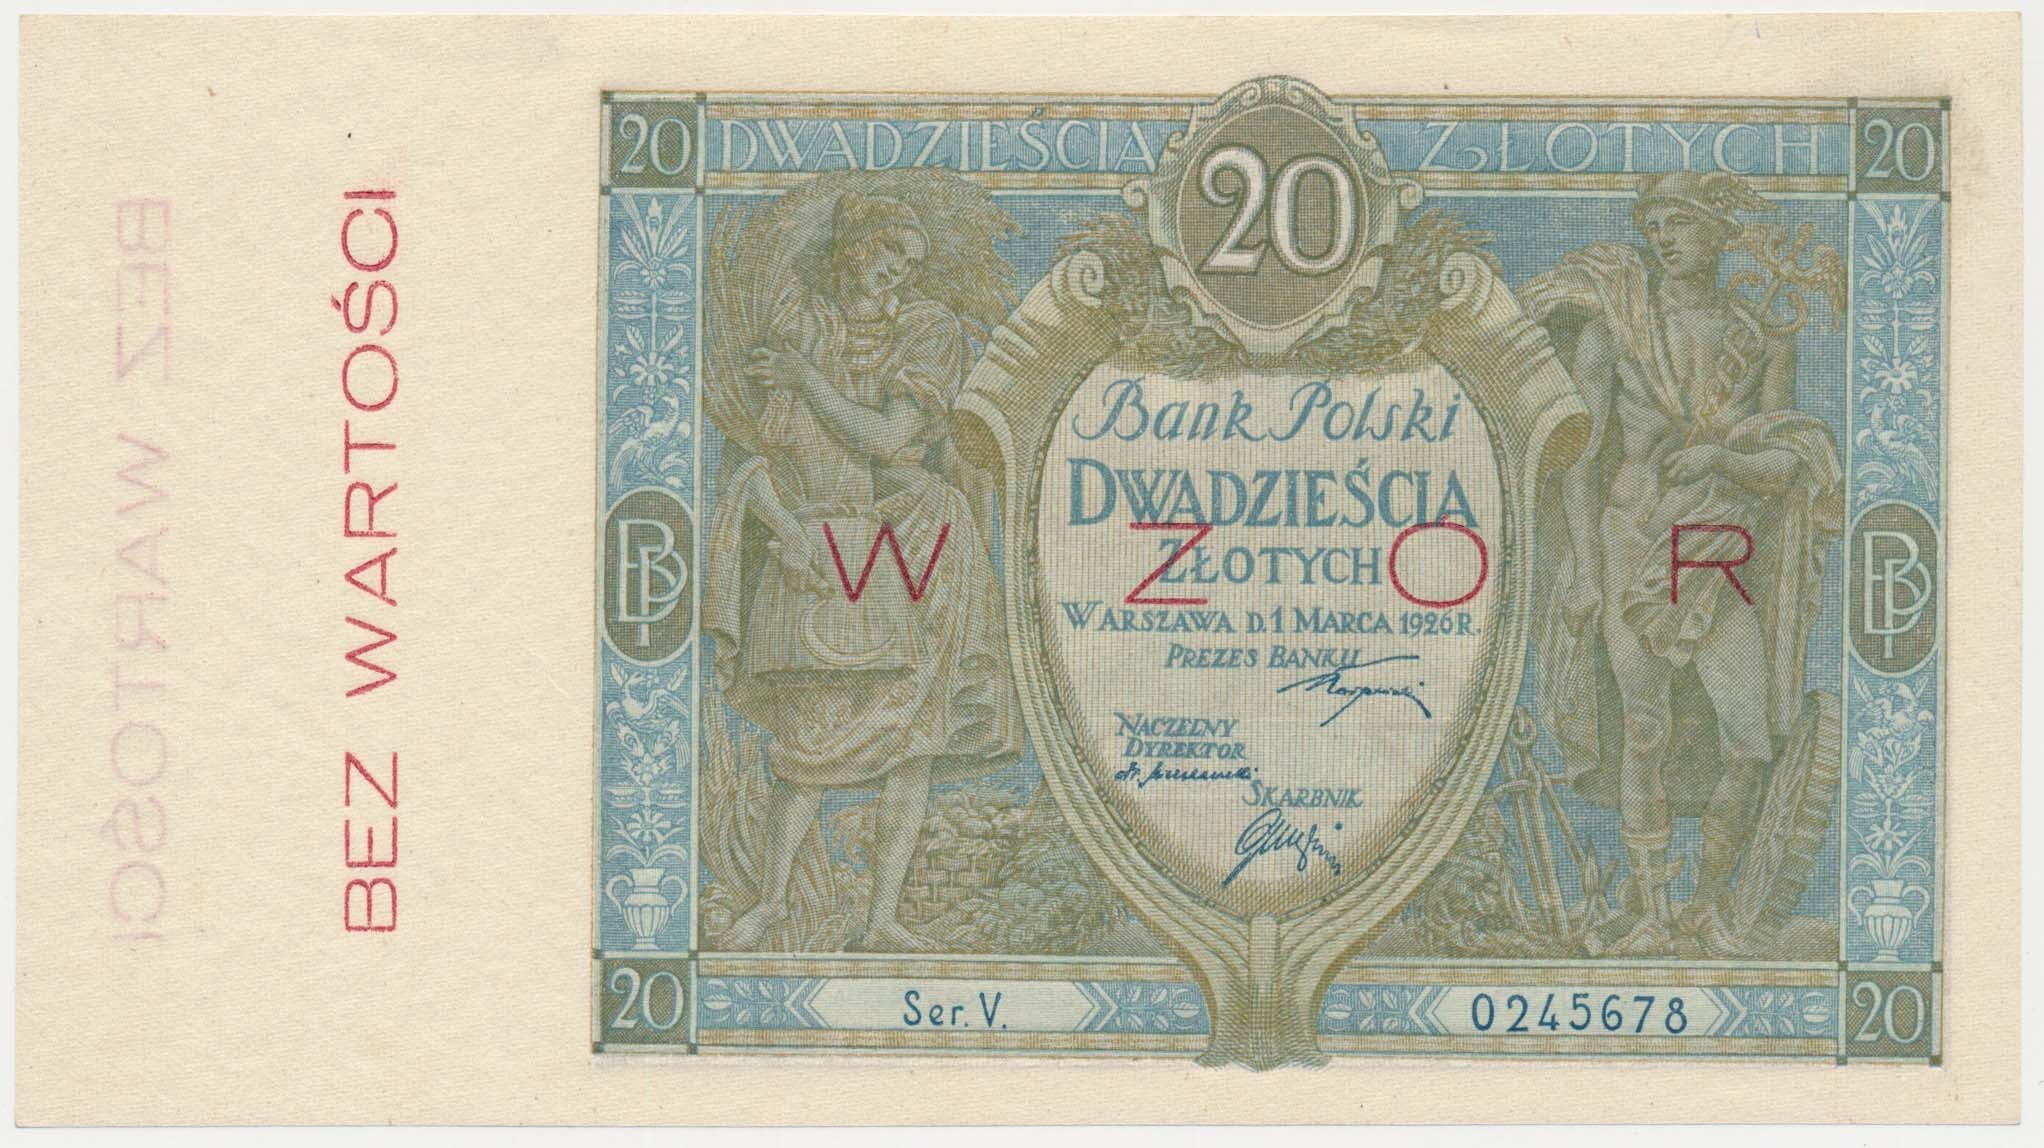 20 DWADZIEŚCIA 20 ZŁOTYCH 20
BEZ WARTOŚCI
BEZ WARTOŚCI
Bank Polski
DWADZIEŚCIA
ZŁOTYCH
BP BP
W Z O R
WARSZAWA D. 1 MARCA 1926 R.
PREZES BANKU
Karpiński
NACZELNY
DYREKTOR
SKARBNIK
20 Ser. V. 0245678 20